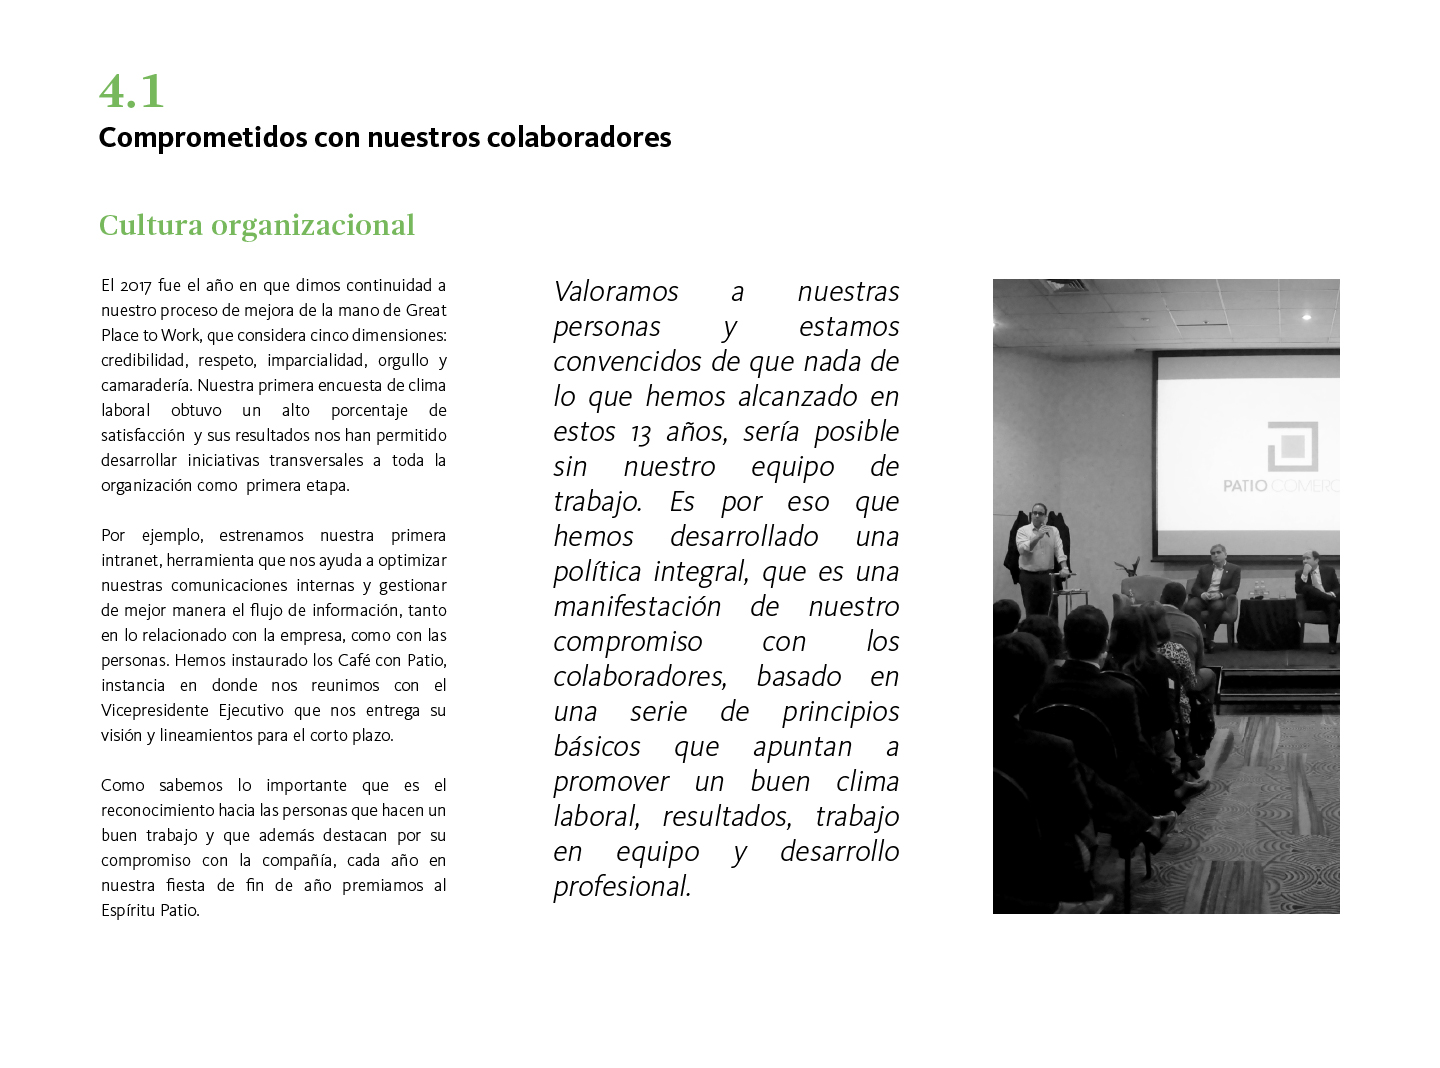 4.1
Comprometidos con nuestros colaboradores
Cultura organizacional
El 2017 fue el año en que dimos continuidad a
nuestro proceso de mejora de la mano de Great
Place to Work, que considera cinco dimensiones:
credibilidad, respeto, imparcialidad, orgullo y
camaradería. Nuestra primera encuesta de clima
laboral obtuvo un alto porcentaje de
satisfacción y sus resultados nos han permitido
desarrollar iniciativas transversales a toda la
organización como primera etapa.
Por ejemplo, estrenamos nuestra primera
intranet, herramienta que nos ayuda a optimizar
nuestras comunicaciones internas y gestionar
de mejor manera el flujo de información, tanto
en lo relacionado con la empresa, como con las
personas. Hemos instaurado los Café con Patio,
instancia en donde nos reunimos con el
Vicepresidente Ejecutivo que nos entrega su
visión y lineamientos para el corto plazo.
Como sabemos lo importante que es el
reconocimiento hacia las personas que hacen un
buen trabajo y que además destacan por su
compromiso con la compañía, cada año en
nuestra fiesta de fin de año premiamos al
Espíritu Patio.
Valoramos a nuestras
personas y estamos
convencidos de que nada de
lo que hemos alcanzado en
estos 13 años, sería posible
sin nuestro equipo de
trabajo. Es por eso que
hemos desarrollado una
política integral, que es una
manifestación de nuestro
compromiso con los
colaboradores, basado en
una serie de principios
básicos que apuntan a
promover un buen clima
laboral, resultados, trabajo
en equipo y desarrollo
profesional.
PATIO COMERC